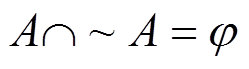 A∩ ~ A = φ